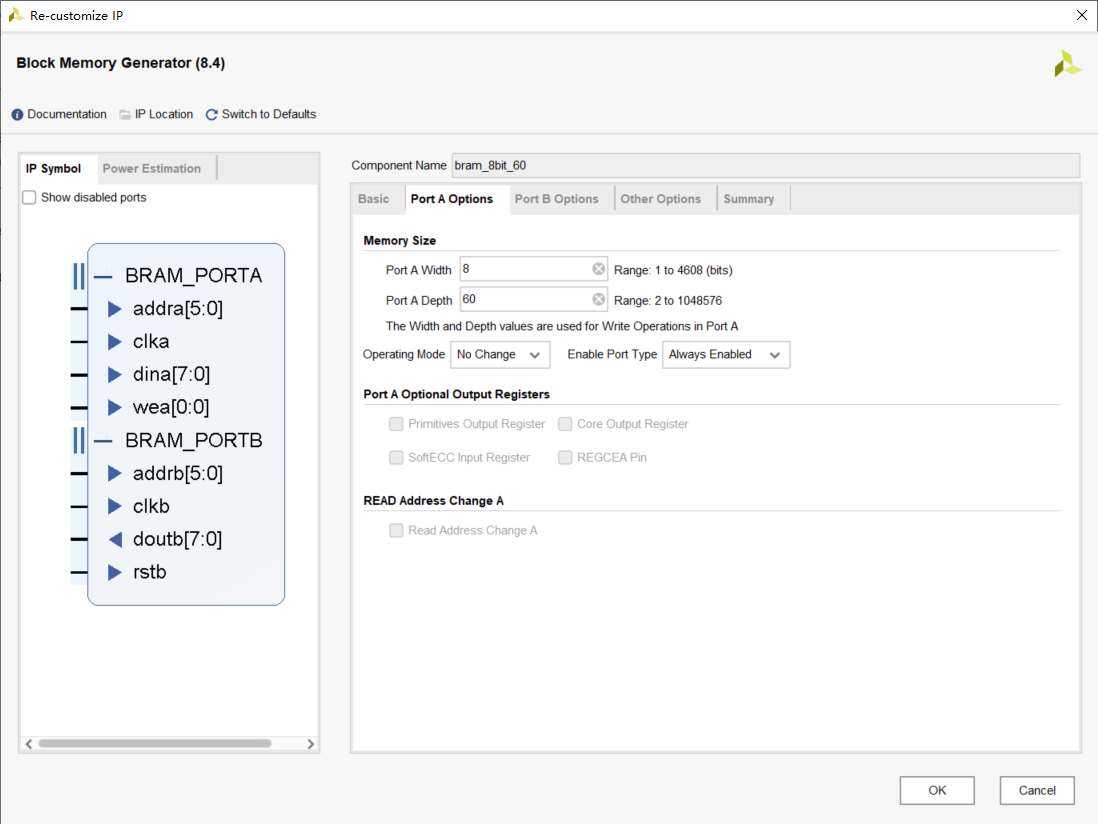 Re-customize IP
Block Memory Generator (8.4)
Documentation IP Location Switch to Defaults
IP Symbol Power Estimation
Show disabled ports
BRAM_PORTA
addra[5:0]
clka
dina[7:0]
wea[0:0]
BRAM_PORTB
addrb[5:0]
clkb
doutb[7:0]
rstb
Component Name bram_8bit_60
Basic Port A Options Port B Options Other Options Summary
Memory Size
Port A Width 8 Range: 1 to 4608 (bits)
Port A Depth 60 Range: 2 to 1048576
The Width and Depth values are used for Write Operations in Port A
Operating Mode No Change Enable Port Type Always Enabled
Port A Optional Output Registers
Primitives Output Register Core Output Register
SoftECC Input Register REGCEA Pin
READ Address Change A
Read Address Change A
OK Cancel